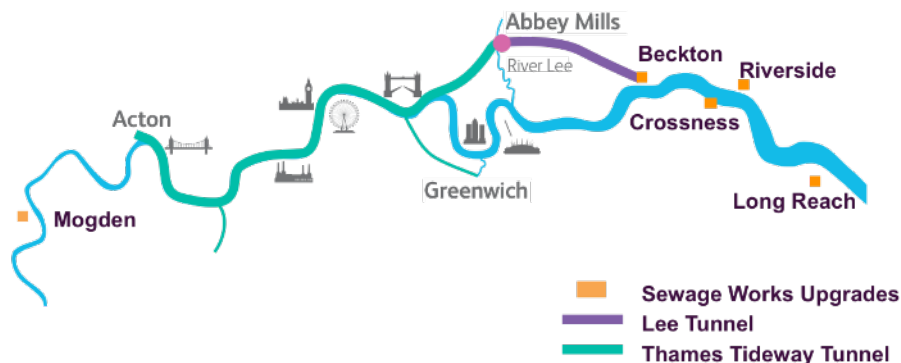 Abbey Mills
River Lee
Beckton
Riverside
Acton
Crossness
Greenwich
Long Reach
Mogden
Sewage Works Upgrades
Lee Tunnel
Thames Tideway Tunnel